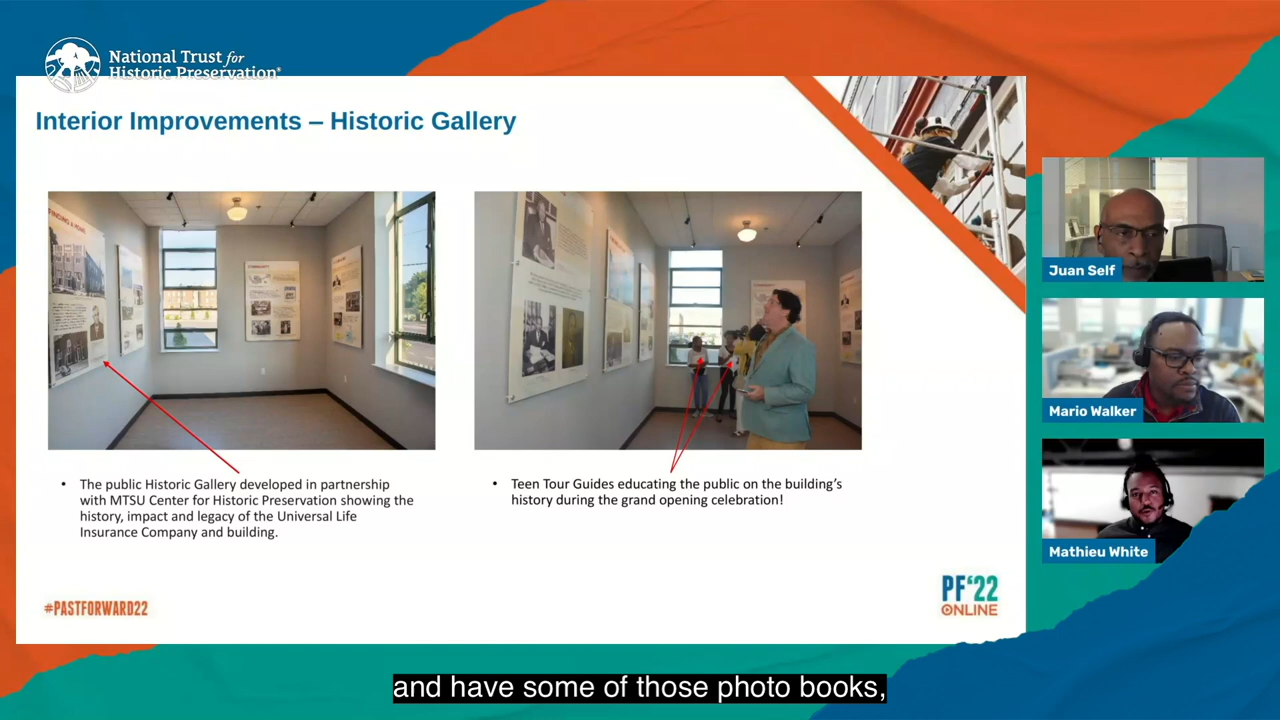 National Trust for
Historic Preservation®
Interior Improvements – Historic Gallery
FINDING A HOME
• The public Historic Gallery developed in partnership
with MTSU Center for Historic Preservation showing the
history, impact and legacy of the Universal Life
Insurance Company and building.
• Teen Tour Guides educating the public on the building’s
history during the grand opening celebration!
#PASTFORWARD22
PF‘22
ONLINE
Juan Self
Mario Walker
Mathieu White
and have some of those photo books,